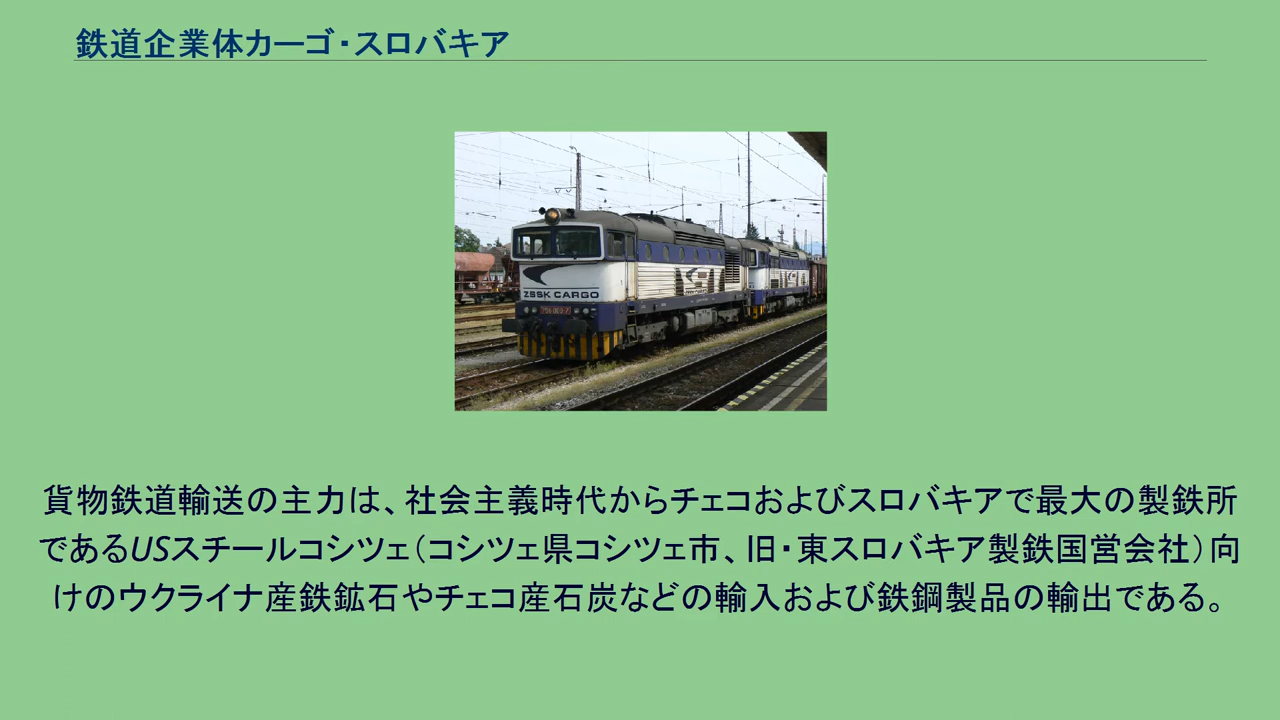 鉄道企業体カーゴ・スロバキア
ZSSK CARGO
貨物鉄道輸送の主力は、社会主義時代からチェコおよびスロバキアで最大の製鉄所
であるUSスチールコシツェ（コシツェ県コシツェ市、旧・東スロバキア製鉄国営会社）向
けのウクライナ産鉄鉱石やチェコ産石炭などの輸入および鉄鋼製品の輸出である。